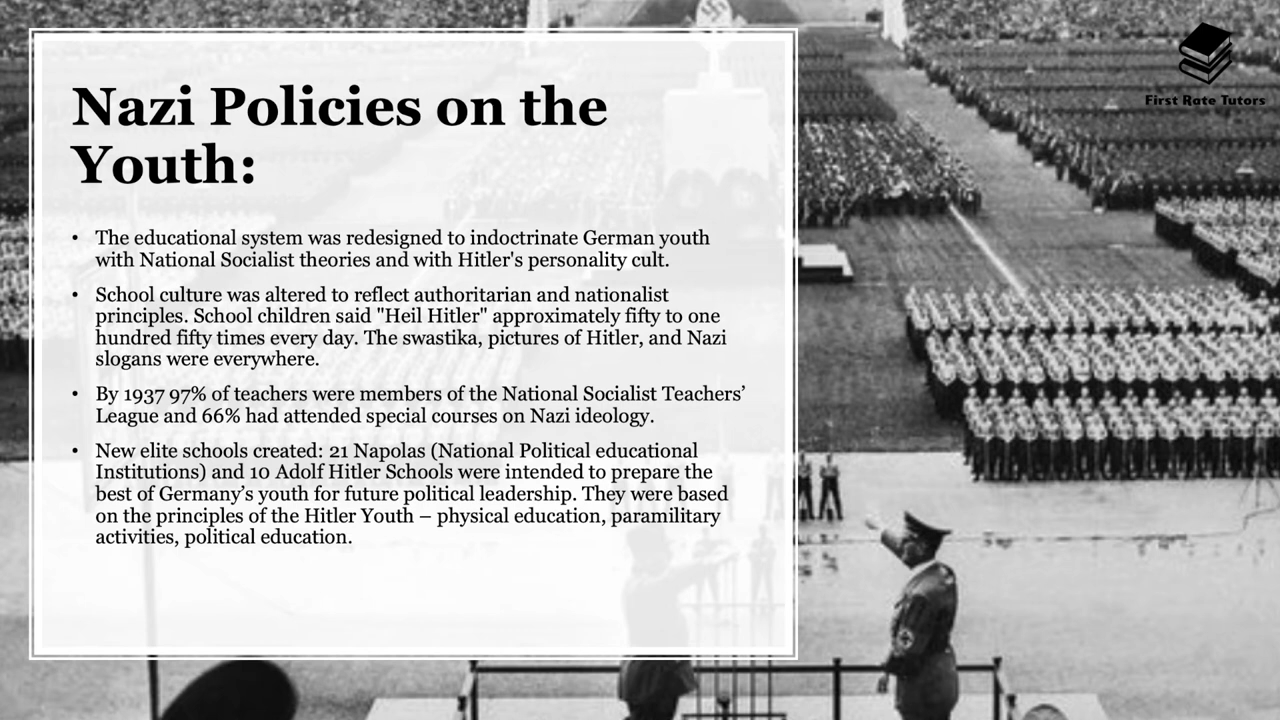 Nazi Policies on the
Youth:
• The educational system was redesigned to indoctrinate German youth
with National Socialist theories and with Hitler's personality cult.
• School culture was altered to reflect authoritarian and nationalist
principles. School children said "Heil Hitler" approximately fifty to one
hundred fifty times every day. The swastika, pictures of Hitler, and Nazi
slogans were everywhere.
• By 1937 97% of teachers were members of the National Socialist Teachers’
League and 66% had attended special courses on Nazi ideology.
• New elite schools created: 21 Napolas (National Political educational
Institutions) and 10 Adolf Hitler Schools were intended to prepare the
best of Germany’s youth for future political leadership. They were based
on the principles of the Hitler Youth – physical education, paramilitary
activities, political education.
First Rate Tutors